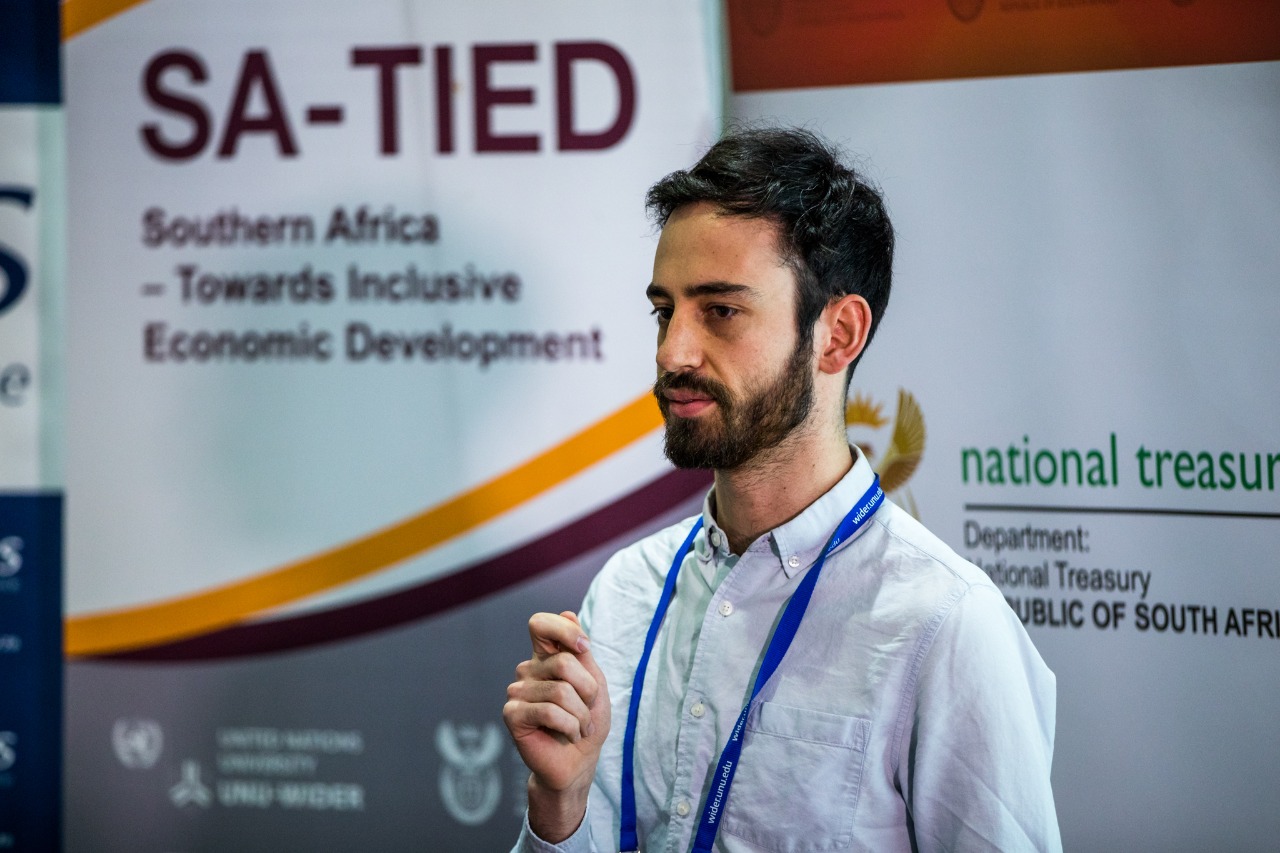 SA-TIED
Southern Africa
– Towards Inclusive
Economic Development
national treasur
Department:
National Treasury
PUBLIC OF SOUTH AFRI
UNITED NATIONS
UNIVERSITY
UNU-WIDER
wider.unu.edu
wider.unu.edu
S
e
S
S